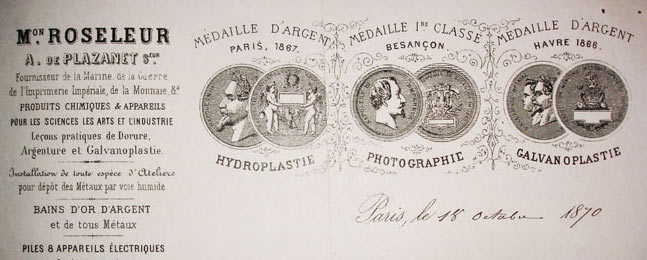 Mon ROSELEUR
A. DE PLAZANET Sr.
Fournisseur de la Marine, de la Guerre,
de l'Imprimerie Impériale, de la Monnaie, &a
PRODUITS CHIMIQUES & APPAREILS
POUR LES SCIENCES LES ARTS ET L'INDUSTRIE
Leçons pratiques de Dorure,
Argenture et Galvanoplastie.
Installation de toute espèce d'Ateliers
pour dépôt des Métaux par voie humide
BAINS D'OR D'ARGENT
et de tous Métaux
PILES & APPAREILS ÉLECTRIQUES
MEDAILLE D'ARGENT
PARIS, 1867.
HYDROPLASTIE
MEDAILLE 1RE CLASSE
BESANÇON.
PHOTOGRAPHIE
MEDAILLE D'ARGENT
HAVRE 1868.
GALVANOPLASTIE
Paris, le 18 octobre 1870